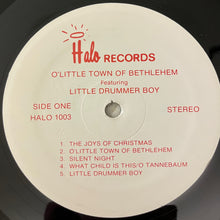 Halo RECORDS
O'LITTLE TOWN OF BETHLEHEM
Featuring
LITTLE DRUMMER BOY
SIDE ONE
STEREO
HALO 1003
1. THE JOYS OF CHRISTMAS
2. O'LITTLE TOWN OF BETHLEHEM
3. SILENT NIGHT
4. WHAT CHILD IS THIS/O TANNEBAUM
5. LITTLE DRUMMER BOY